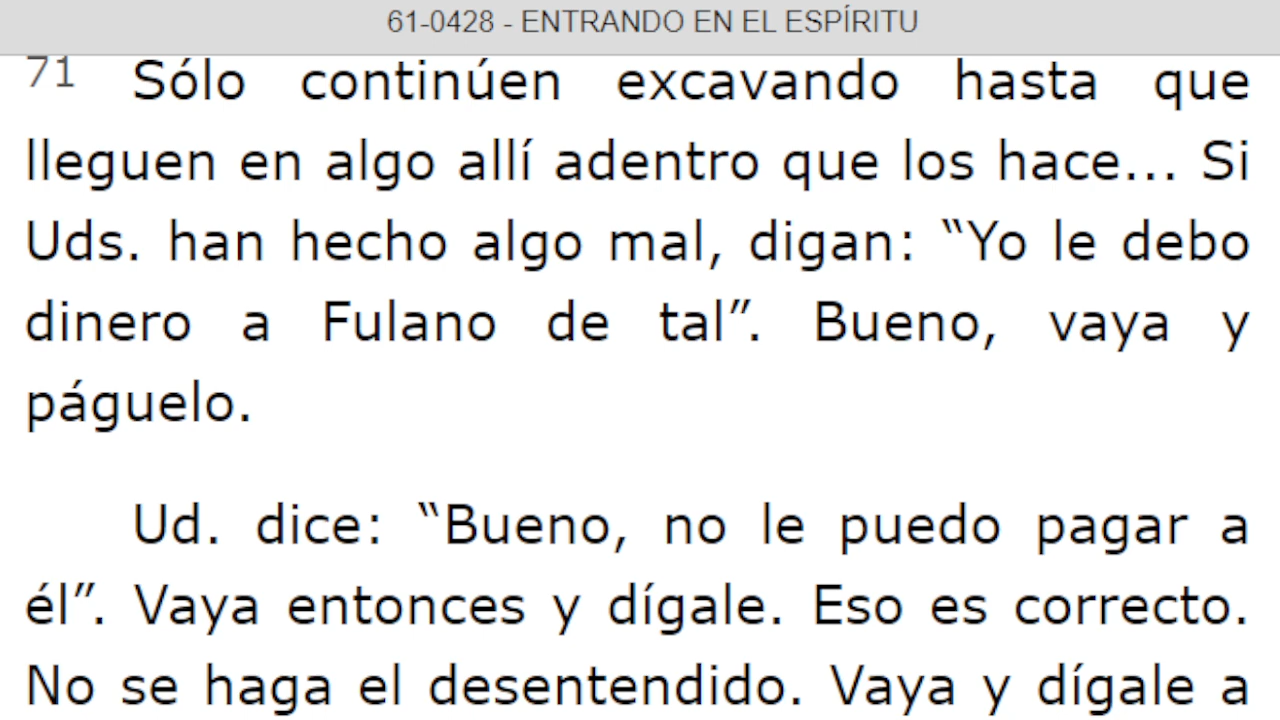 61-0428 - ENTRANDO EN EL ESPÍRITU
71 Sólo continúen excavando hasta que
lleguen en algo allí adentro que los hace... Si
Uds. han hecho algo mal, digan: “Yo le debo
dinero a Fulano de tal”. Bueno, vaya y
páguelo.
Ud. dice: “Bueno, no le puedo pagar a
él”. Vaya entonces y dígale. Eso es correcto.
No se haga el desentendido. Vaya y dígale a